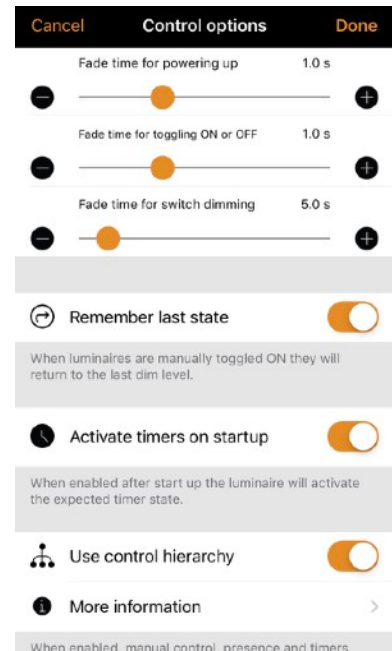 Cancel Control options Done
Fade time for powering up 1.0 s
Fade time for toggling ON or OFF 1.0 s
Fade time for switch dimming 5.0 s
Remember last state
When luminaires are manually toggled ON they will
return to the last dim level.
Activate timers on startup
When enabled after start up the luminaire will activate
the expected timer state.
Use control hierarchy
More information
When enabled, manual control, presence and timers